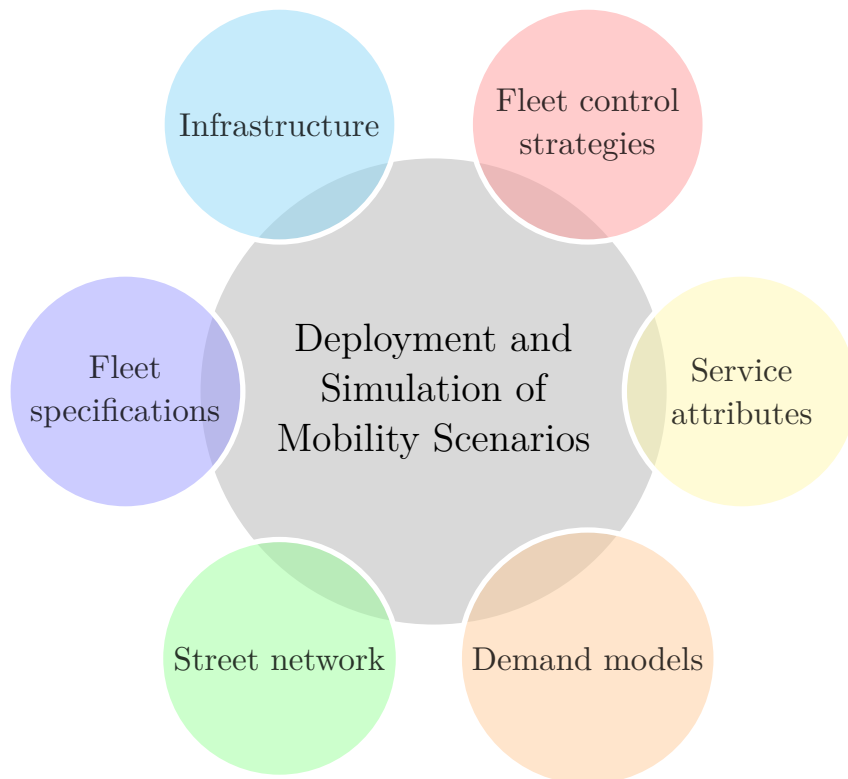 Infrastructure
Fleet control
strategies
Fleet
specifications
Deployment and
Simulation of
Mobility Scenarios
Service
attributes
Street network
Demand models